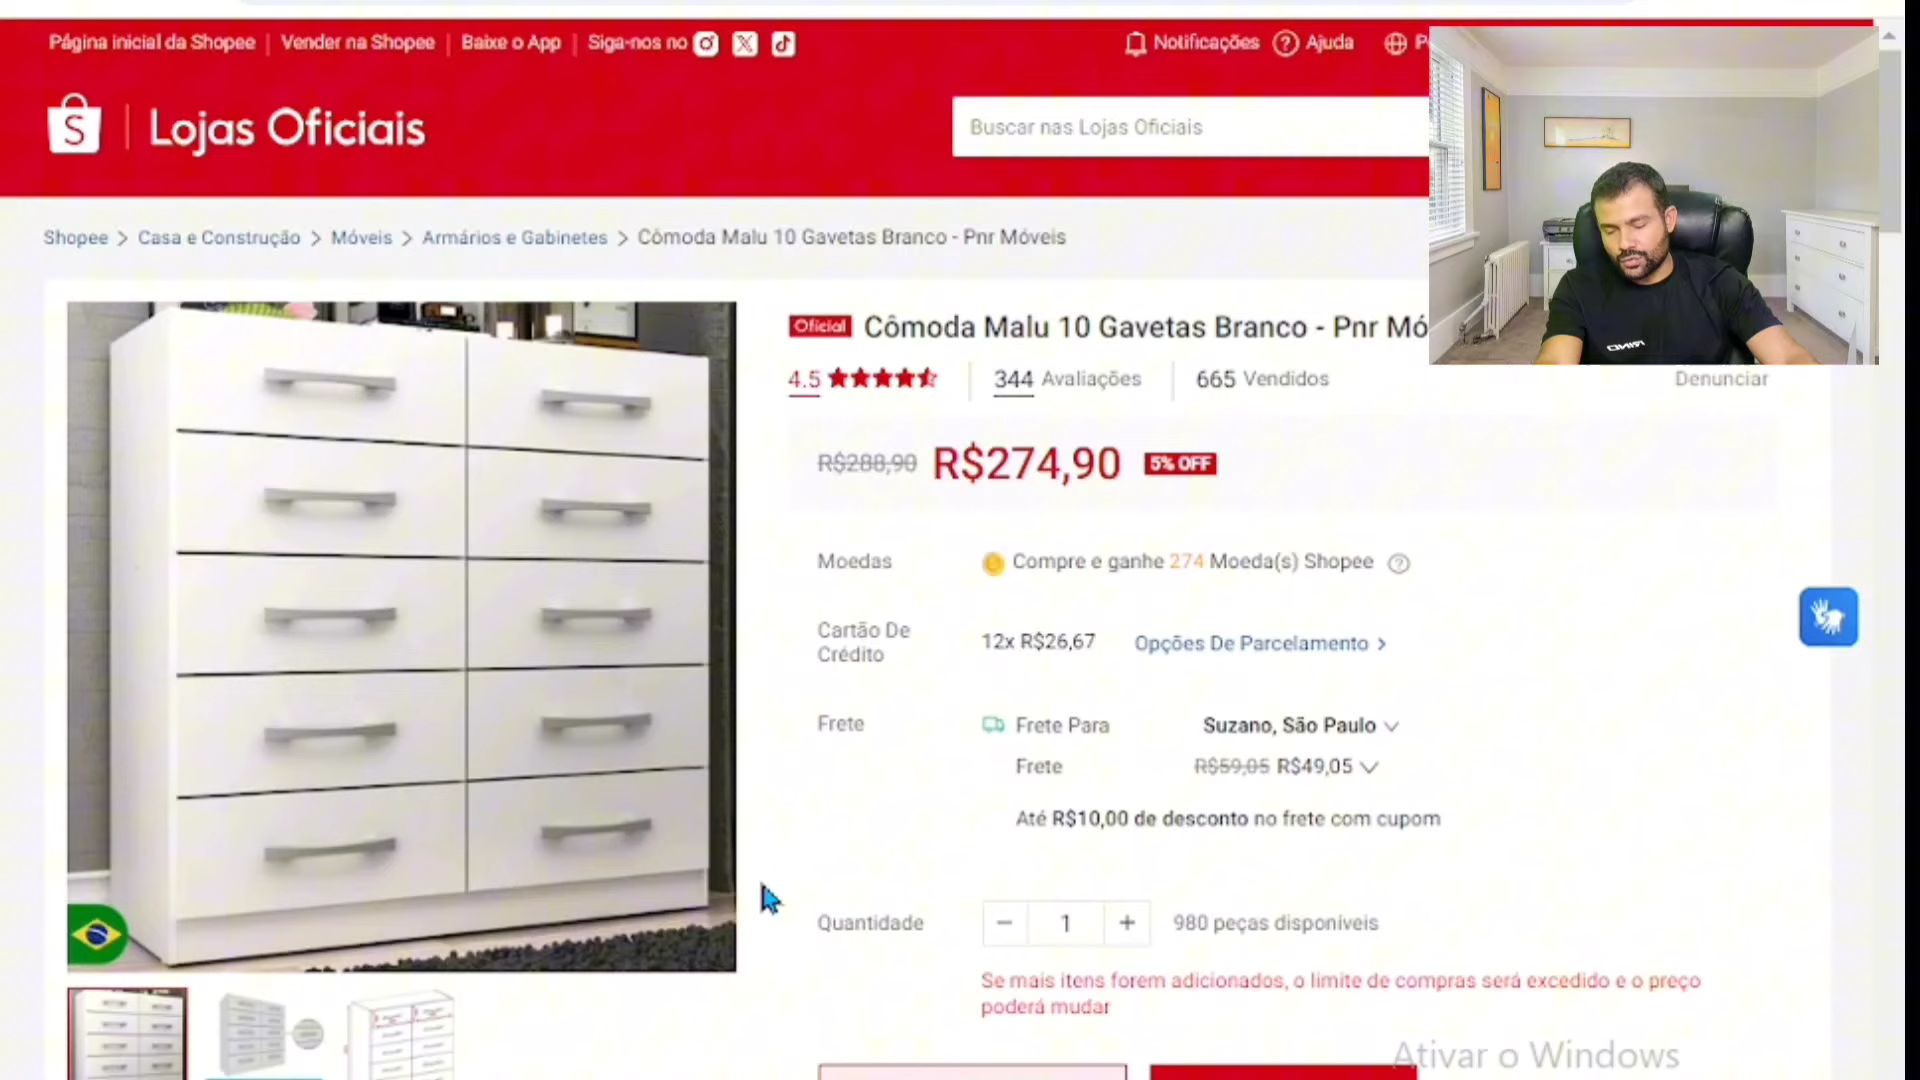 Página inicial da Shopee | Vender na Shopee | Baixe o App | Siga-nos no
Notificações
Ajuda
S | Lojas Oficiais
Buscar nas Lojas Oficiais
Shopee > Casa e Construção > Móveis > Armários e Gabinetes > Cômoda Malu 10 Gavetas Branco - Pnr Móveis
Oficial Cômoda Malu 10 Gavetas Branco - Pnr Mó
4.5
344 Avaliações
665 Vendidos
Denunciar
R$288,90 R$274,90 5% OFF
Moedas
Compre e ganhe 274 Moeda(s) Shopee
Cartão De
Crédito
12x R$26,67
Opções De Parcelamento >
Frete
Frete Para
Suzano, São Paulo
Frete
R$59,05 R$49,05
Até R$10,00 de desconto no frete com cupom
Quantidade
− 1 +
980 peças disponíveis
Se mais itens forem adicionados, o limite de compras será excedido e o preço
poderá mudar
Ativar o Windows